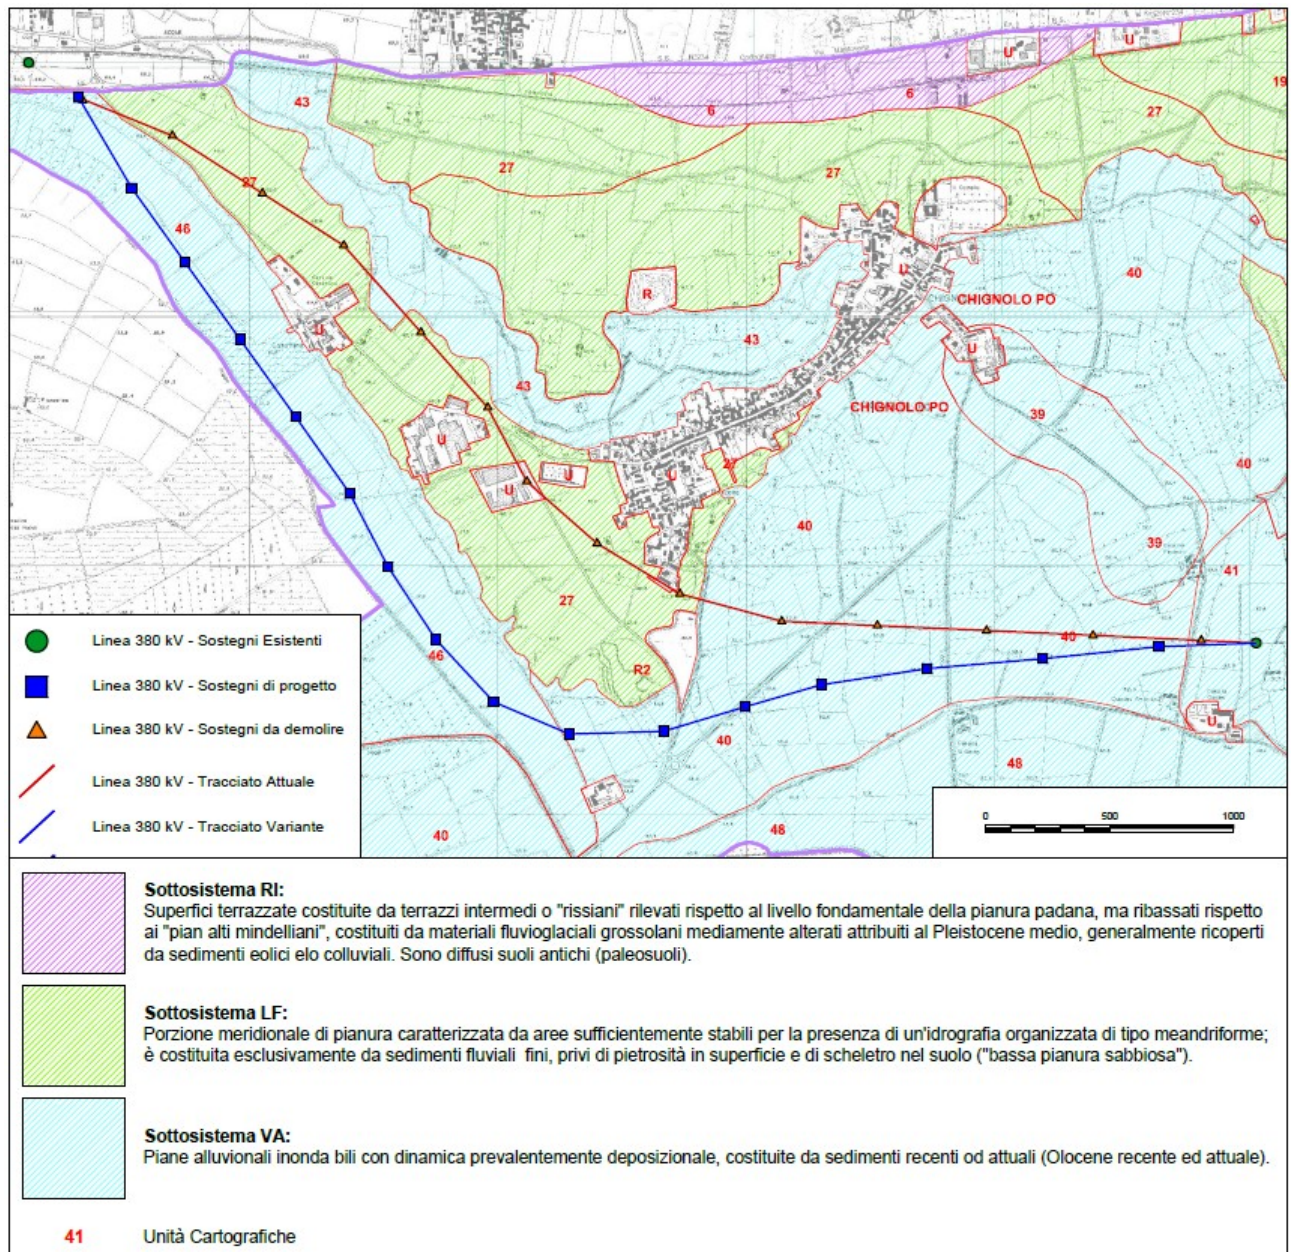 U
U
19
43
6
6
27
27
27
27
46
40
R
U
CHIGNOLO PO
U
43
U
43
CHIGNOLO PO
39
U
27
40
U
U
U
40
39
41
27
40
46
R2
U
40
48
40
48
Linea 380 kV - Sostegni Esistenti
Linea 380 kV - Sostegni di progetto
Linea 380 kV - Sostegni da demolire
Linea 380 kV - Tracciato Attuale
Linea 380 kV - Tracciato Variante
0 500 1000
Sottosistema RI:
Superfici terrazzate costituite da terrazzi intermedi o "rissiani" rilevati rispetto al livello fondamentale della pianura padana, ma ribassati rispetto
ai "pian alti mindelliani", costituiti da materiali fluvioglaciali grossolani mediamente alterati attribuiti al Pleistocene medio, generalmente ricoperti
da sedimenti eolici elo colluviali. Sono diffusi suoli antichi (paleosuoli).
Sottosistema LF:
Porzione meridionale di pianura caratterizzata da aree sufficientemente stabili per la presenza di un'idrografia organizzata di tipo meandriforme;
è costituita esclusivamente da sedimenti fluviali fini, privi di pietrosità in superficie e di scheletro nel suolo ("bassa pianura sabbiosa").
Sottosistema VA:
Piane alluvionali inonda bili con dinamica prevalentemente deposizionale, costituite da sedimenti recenti od attuali (Olocene recente ed attuale).
41 Unità Cartografiche